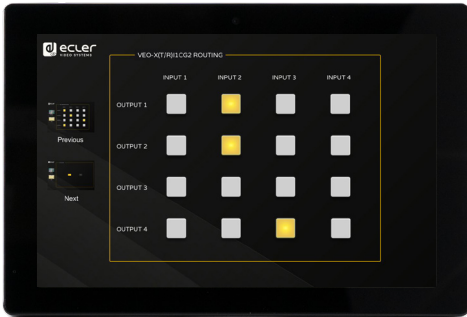 ecler
VIDEO SYSTEMS
VEO-X(T/R)I1CG2 ROUTING
INPUT 1 INPUT 2 INPUT 3 INPUT 4
OUTPUT 1
OUTPUT 2
OUTPUT 3
OUTPUT 4
Previous
Next